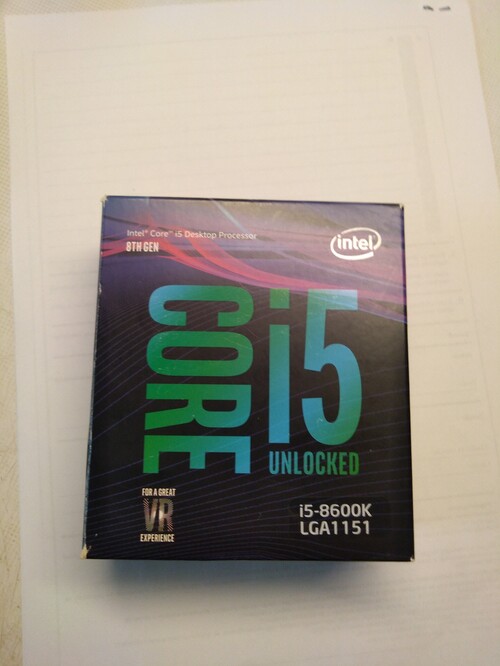 Intel® Core™ i5 Desktop Processor
8TH GEN
intel®
CORE
i5
UNLOCKED
FOR A GREAT
VR
EXPERIENCE
i5-8600K
LGA1151